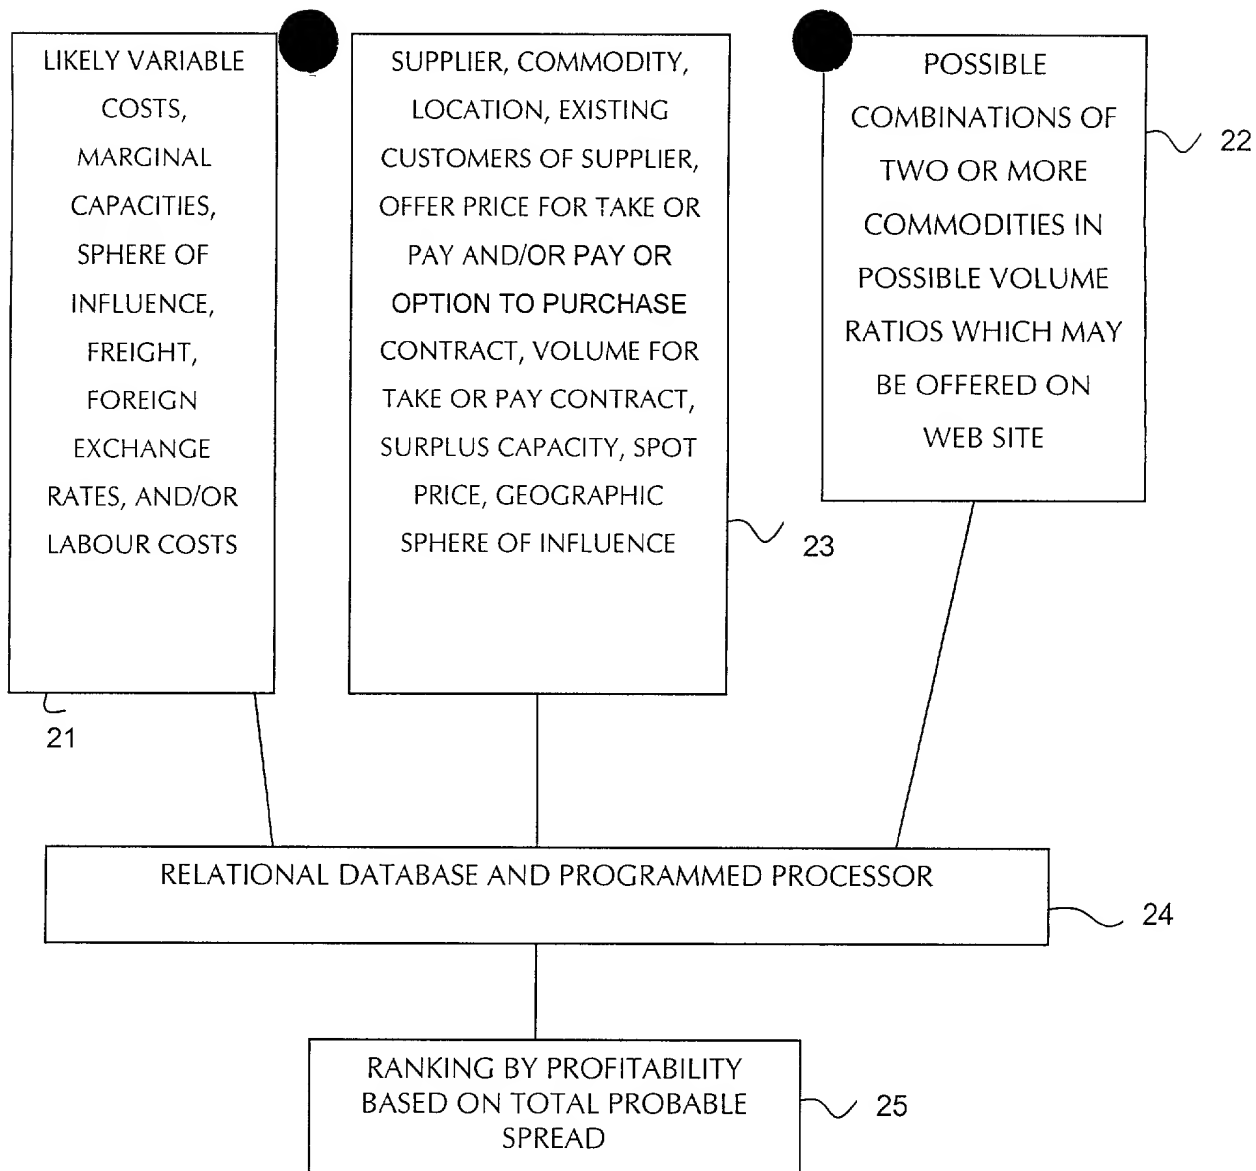 LIKELY VARIABLE
COSTS,
MARGINAL
CAPACITIES,
SPHERE OF
INFLUENCE,
FREIGHT,
FOREIGN
EXCHANGE
RATES, AND/OR
LABOUR COSTS
21
SUPPLIER, COMMODITY,
LOCATION, EXISTING
CUSTOMERS OF SUPPLIER,
OFFER PRICE FOR TAKE OR
PAY AND/OR PAY OR
OPTION TO PURCHASE
CONTRACT, VOLUME FOR
TAKE OR PAY CONTRACT,
SURPLUS CAPACITY, SPOT
PRICE, GEOGRAPHIC
SPHERE OF INFLUENCE
23
POSSIBLE
COMBINATIONS OF
TWO OR MORE
COMMODITIES IN
POSSIBLE VOLUME
RATIOS WHICH MAY
BE OFFERED ON
WEB SITE
22
RELATIONAL DATABASE AND PROGRAMMED PROCESSOR
24
RANKING BY PROFITABILITY
BASED ON TOTAL PROBABLE
SPREAD
25